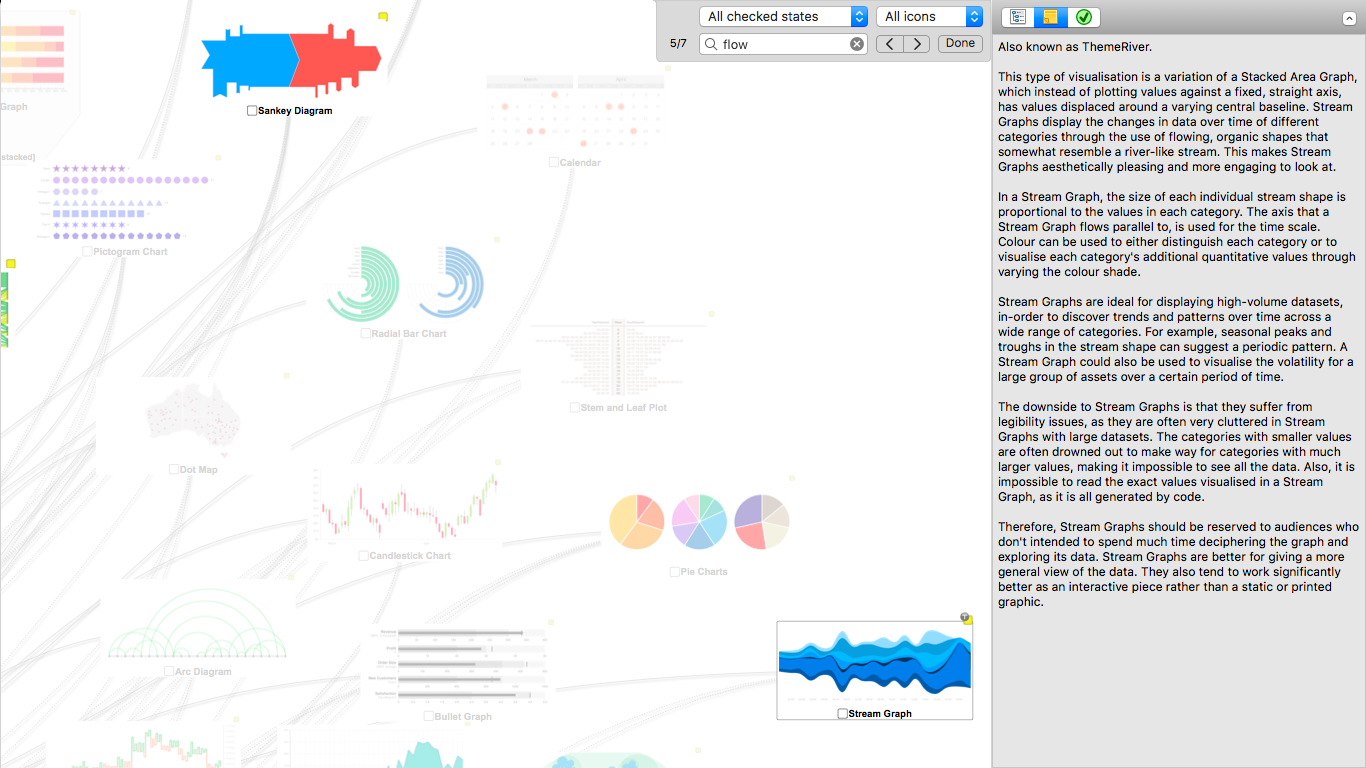 All checked states
All icons
5/7
flow
Done
Graph
Sankey Diagram
March
April
Calendar
stacked]
Pictogram Chart
Radial Bar Chart
Stem and Leaf Plot
Dot Map
Candlestick Chart
Pie Charts
Arc Diagram
Bullet Graph
Stream Graph
Also known as ThemeRiver.
This type of visualisation is a variation of a Stacked Area Graph,
which instead of plotting values against a fixed, straight axis,
has values displaced around a varying central baseline. Stream
Graphs display the changes in data over time of different
categories through the use of flowing, organic shapes that
somewhat resemble a river-like stream. This makes Stream
Graphs aesthetically pleasing and more engaging to look at.
In a Stream Graph, the size of each individual stream shape is
proportional to the values in each category. The axis that a
Stream Graph flows parallel to, is used for the time scale.
Colour can be used to either distinguish each category or to
visualise each category's additional quantitative values through
varying the colour shade.
Stream Graphs are ideal for displaying high-volume datasets,
in-order to discover trends and patterns over time across a
wide range of categories. For example, seasonal peaks and
troughs in the stream shape can suggest a periodic pattern. A
Stream Graph could also be used to visualise the volatility for a
large group of assets over a certain period of time.
The downside to Stream Graphs is that they suffer from
legibility issues, as they are often very cluttered in Stream
Graphs with large datasets. The categories with smaller values
are often drowned out to make way for categories with much
larger values, making it impossible to see all the data. Also, it is
impossible to read the exact values visualised in a Stream
Graph, as it is all generated by code.
Therefore, Stream Graphs should be reserved to audiences who
don't intended to spend much time deciphering the graph and
exploring its data. Stream Graphs are better for giving a more
general view of the data. They also tend to work significantly
better as an interactive piece rather than a static or printed
graphic.